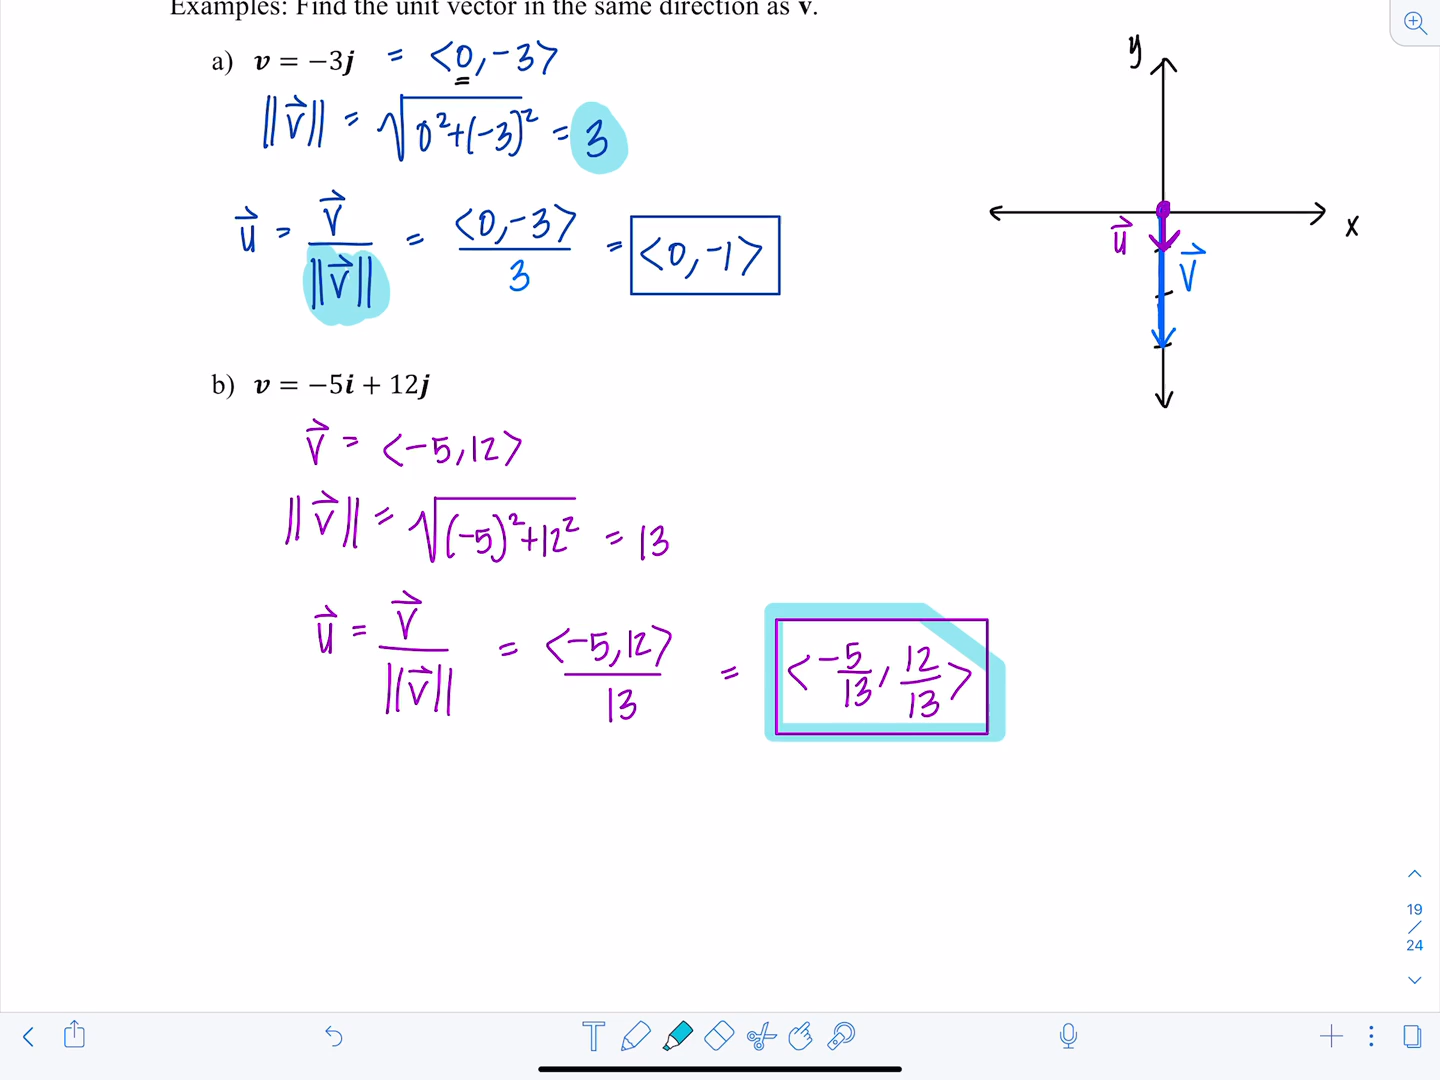 Examples: Find the unit vector in the same direction as v.
a) v = −3j = <0, −3>
||v⃗|| = √(0² + (−3)²) = 3
u⃗ = v⃗ / ||v⃗|| = <0, −3> / 3 = <0, −1>
y
x
u⃗
v⃗
b) v = −5i + 12j
v⃗ = <−5, 12>
||v⃗|| = √((−5)² + 12²) = 13
u⃗ = v⃗ / ||v⃗|| = <−5, 12> / 13 = <−5/13, 12/13>
19
/
24
T